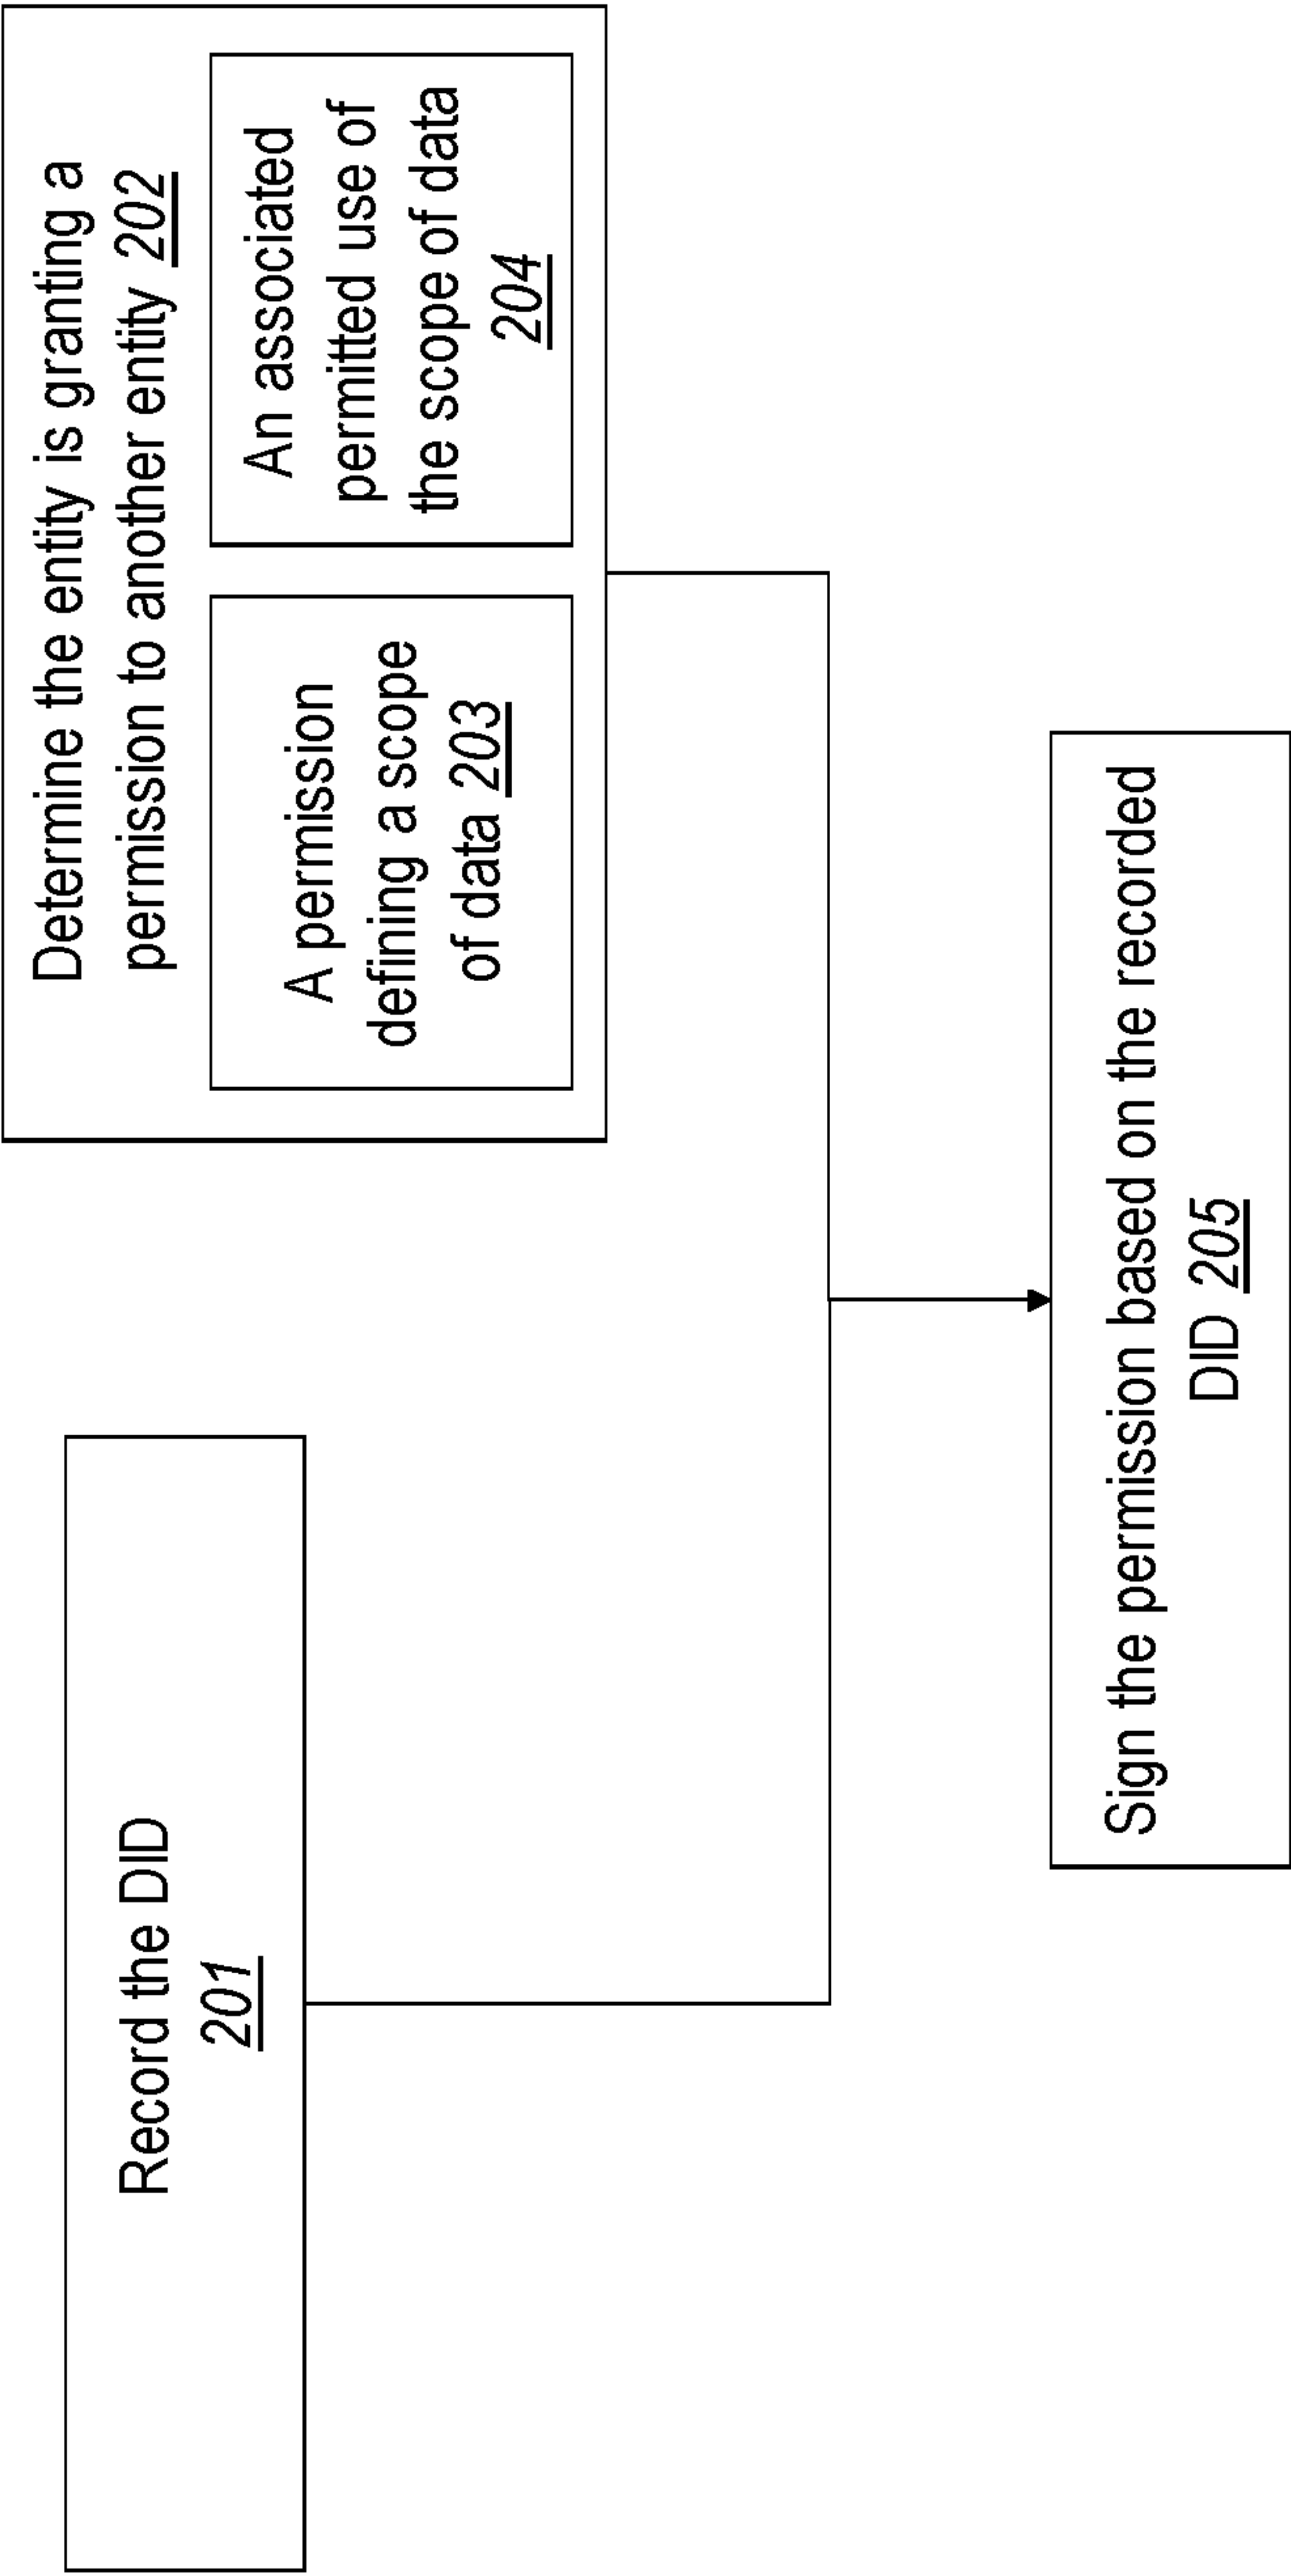 Record the DID
201
Determine the entity is granting a
permission to another entity 202
A permission
defining a scope
of data 203
An associated
permitted use of
the scope of data
204
Sign the permission based on the recorded
DID 205